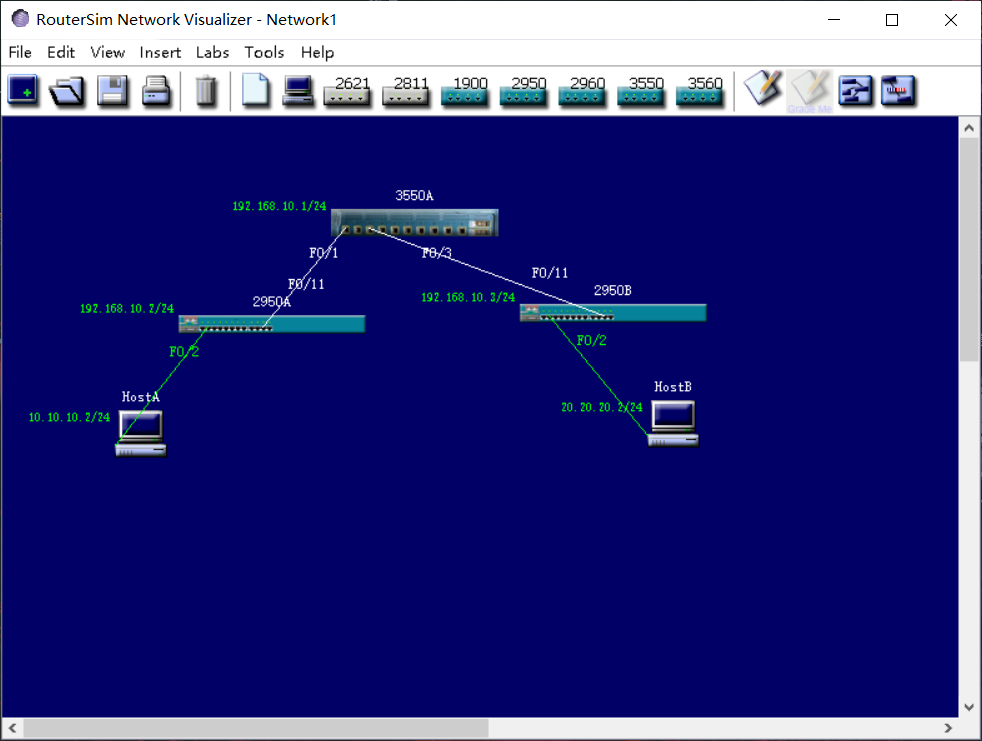 RouterSim Network Visualizer - Network1
File Edit View Insert Labs Tools Help
2621 2811 1900 2950 2960 3550 3560
Grade Me
3550A
192.168.10.1/24
F0/1 F0/3
F0/11
F0/11
2950B
192.168.10.3/24
2950A
192.168.10.2/24
F0/2
F0/2
HostB
HostA
20.20.20.2/24
10.10.10.2/24